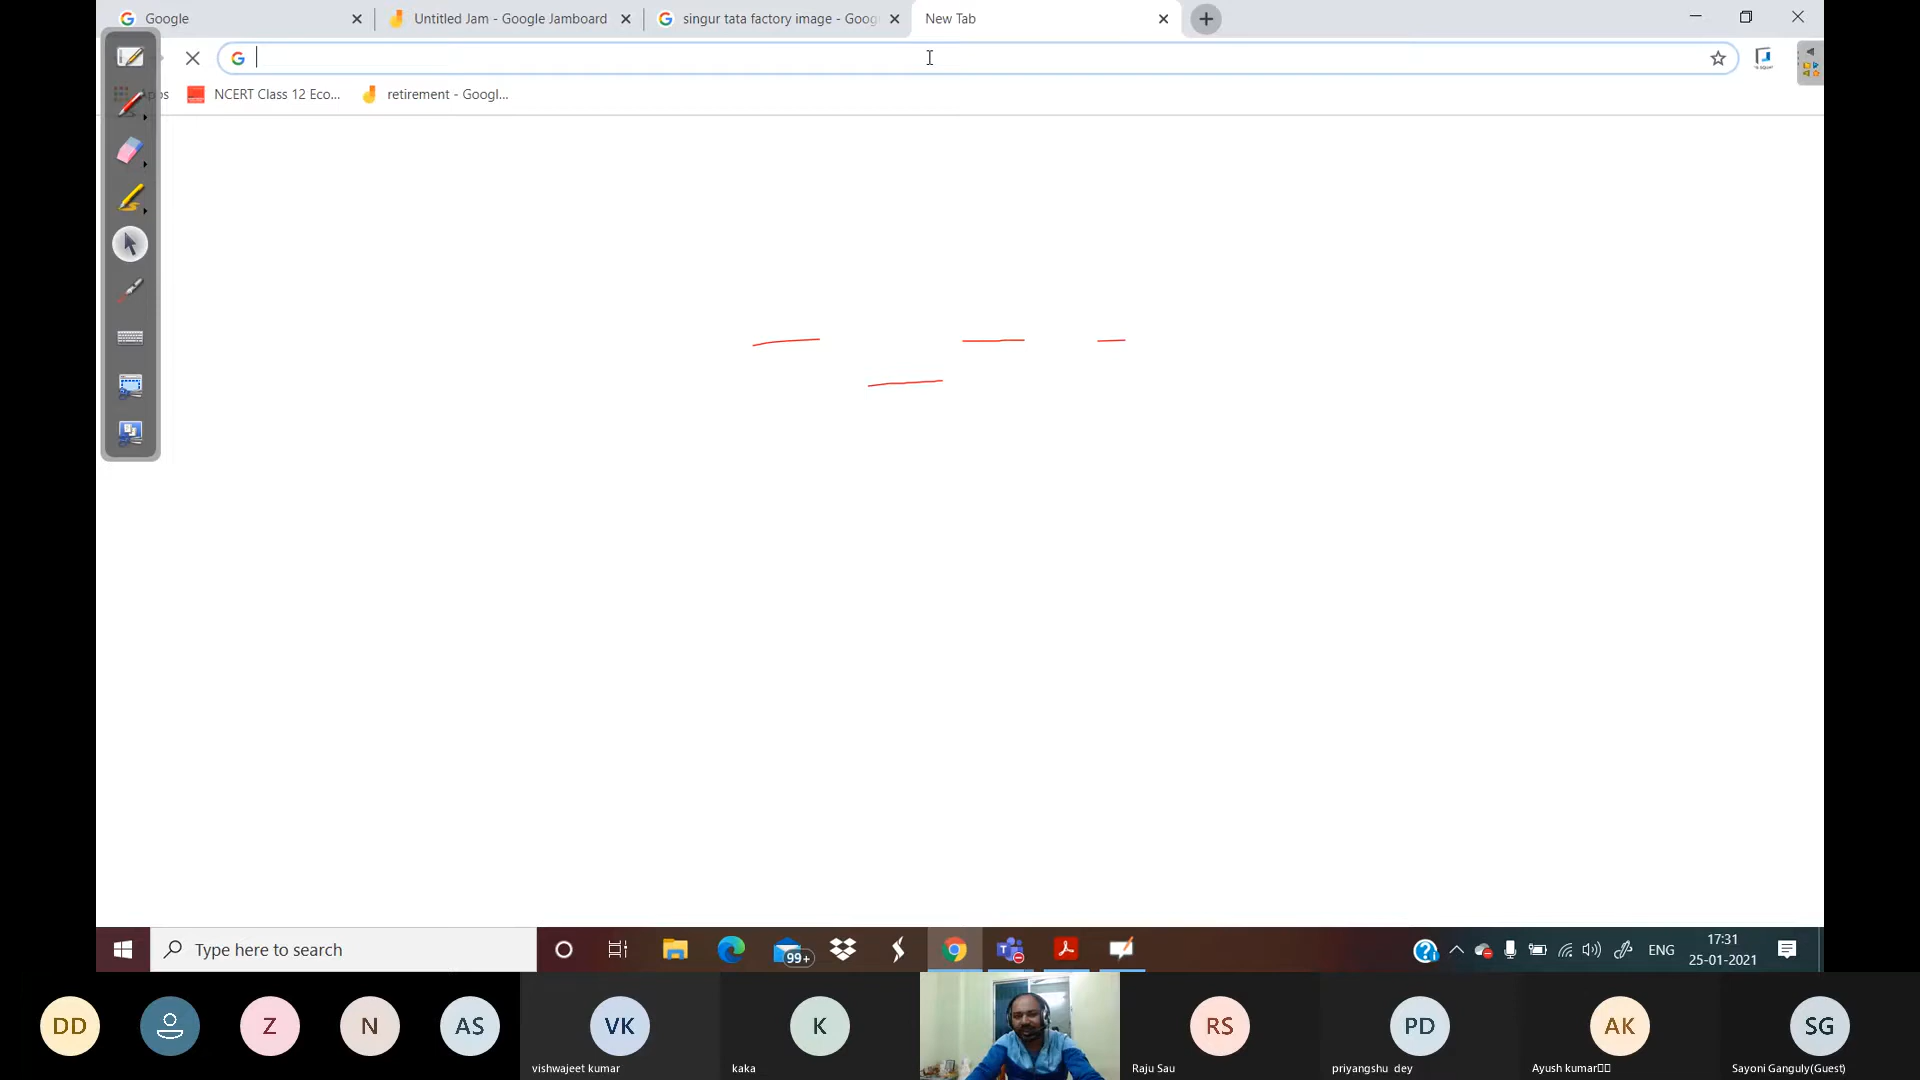 Google
Untitled Jam - Google Jamboard
singur tata factory image - Goog
New Tab
NCERT Class 12 Eco...
retirement - Googl...
Type here to search
99+
ENG
17:31
25-01-2021
DD
Z
N
AS
VK
K
RS
PD
AK
SG
vishwajeet kumar
kaka
Raju Sau
priyangshu dey
Ayush kumar
Sayoni Ganguly(Guest)